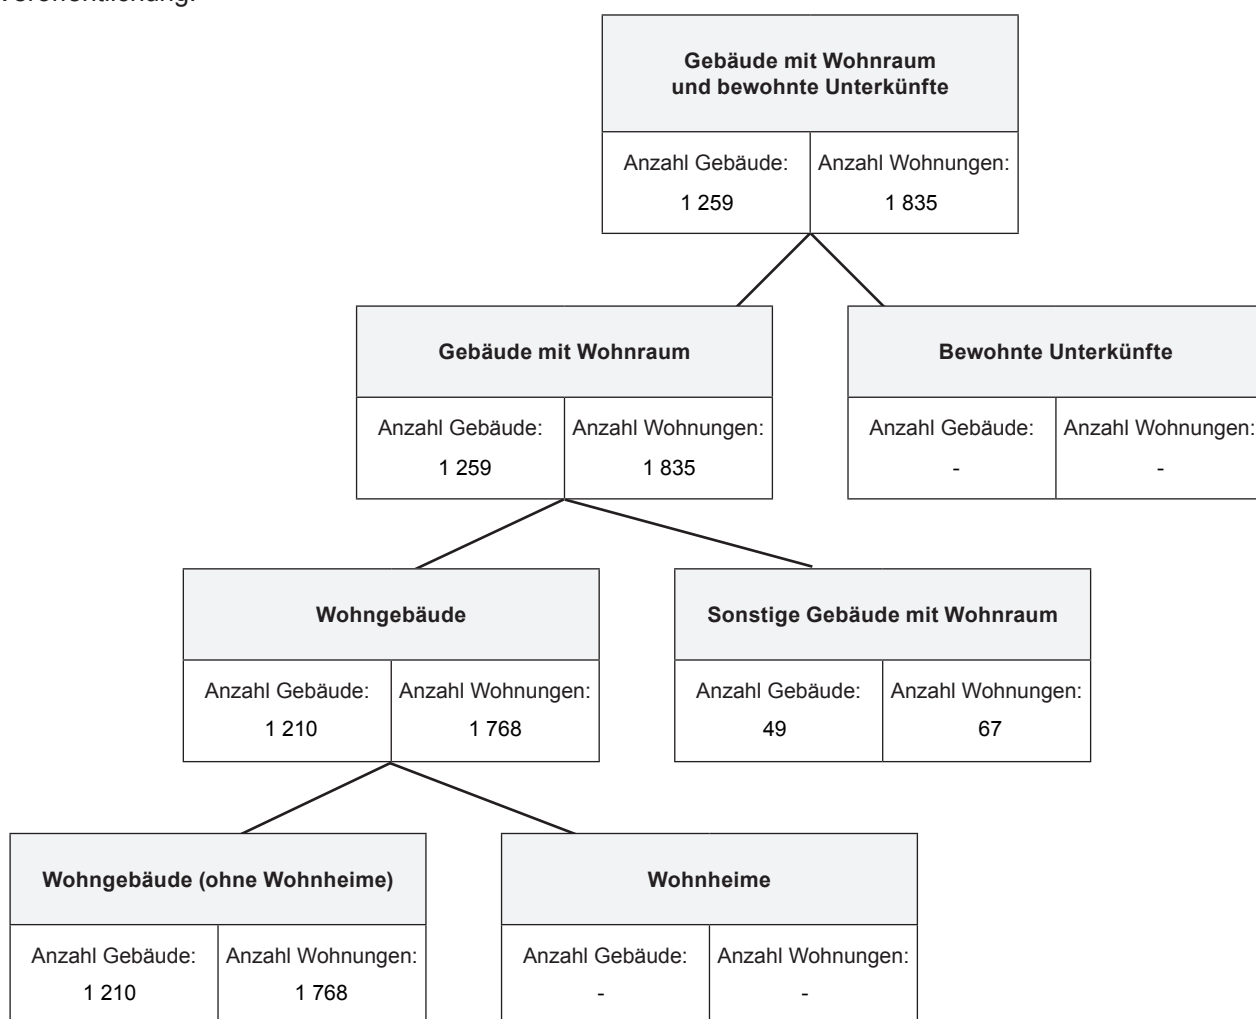 Veröffentlichung.
Gebäude mit Wohnraum
und bewohnte Unterkünfte
Anzahl Gebäude: Anzahl Wohnungen:
1 259 1 835
Gebäude mit Wohnraum Bewohnte Unterkünfte
Anzahl Gebäude: Anzahl Wohnungen: Anzahl Gebäude: Anzahl Wohnungen:
1 259 1 835 - -
Wohngebäude Sonstige Gebäude mit Wohnraum
Anzahl Gebäude: Anzahl Wohnungen: Anzahl Gebäude: Anzahl Wohnungen:
1 210 1 768 49 67
Wohngebäude (ohne Wohnheime) Wohnheime
Anzahl Gebäude: Anzahl Wohnungen: Anzahl Gebäude: Anzahl Wohnungen:
1 210 1 768 - -